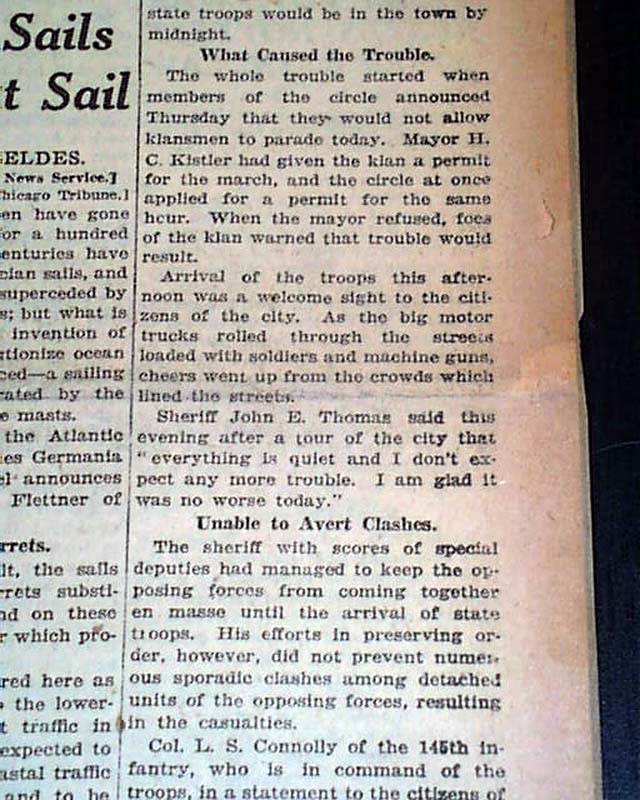 Sails
t Sail
ELDES.
News Service.]
hicago Tribune.]
en have gone
or a hundred
enturies have
cian sails, and
superceded by
s; but what is
invention of
tionize ocean
ced—a sailing
rated by the
e masts.
the Atlantic
es Germania
el announces
Flettner of
rrets.
lt, the sails
rrets substi-
nd on these
r which pro-
red here as
the lower-
t traffic in
expected to
astal traffic
and to be
state troops would be in the town by
midnight.
What Caused the Trouble.
The whole trouble started when
members of the circle announced
Thursday that they would not allow
klansmen to parade today. Mayor H.
C. Kistler had given the klan a permit
for the march, and the circle at once
applied for a permit for the same
hour. When the mayor refused, foes
of the klan warned that trouble would
result.
Arrival of the troops this after-
noon was a welcome sight to the citi-
zens of the city. As the big motor
trucks rolled through the streets
loaded with soldiers and machine guns,
cheers went up from the crowds which
lined the streets.
Sheriff John E. Thomas said this
evening after a tour of the city that
"everything is quiet and I don't ex-
pect any more trouble. I am glad it
was no worse today."
Unable to Avert Clashes.
The sheriff with scores of special
deputies had managed to keep the op-
posing forces from coming together
en masse until the arrival of state
troops. His efforts in preserving or-
der, however, did not prevent numer-
ous sporadic clashes among detached
units of the opposing forces, resulting
in the casualties.
Col. L. S. Connolly of the 145th in-
fantry, who is in command of the
troops, in a statement to the citizens of